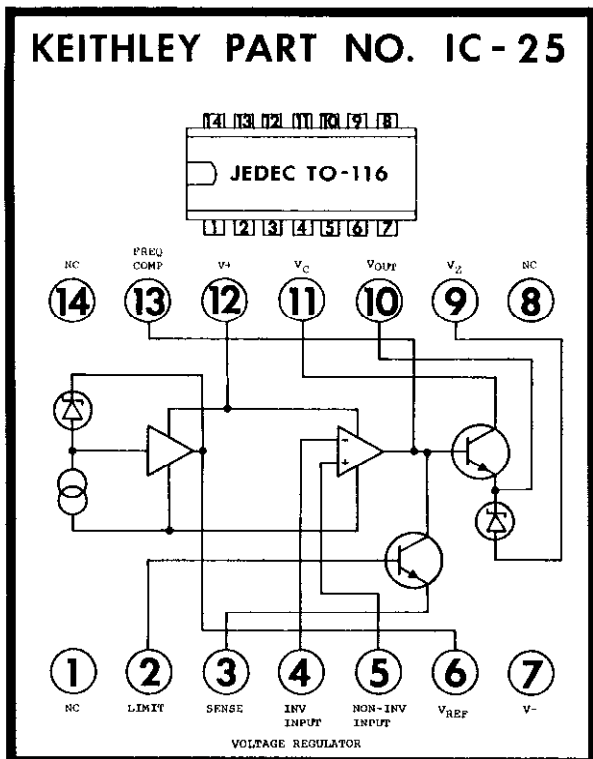 KEITHLEY PART NO. IC-25
14 13 12 11 10 9 8
JEDEC TO-116
1 2 3 4 5 6 7
NC FREQ COMP V+ VC VOUT VZ NC
14 13 12 11 10 9 8
-
+
1 2 3 4 5 6 7
NC LIMIT SENSE INV INPUT NON-INV INPUT VREF V-
VOLTAGE REGULATOR